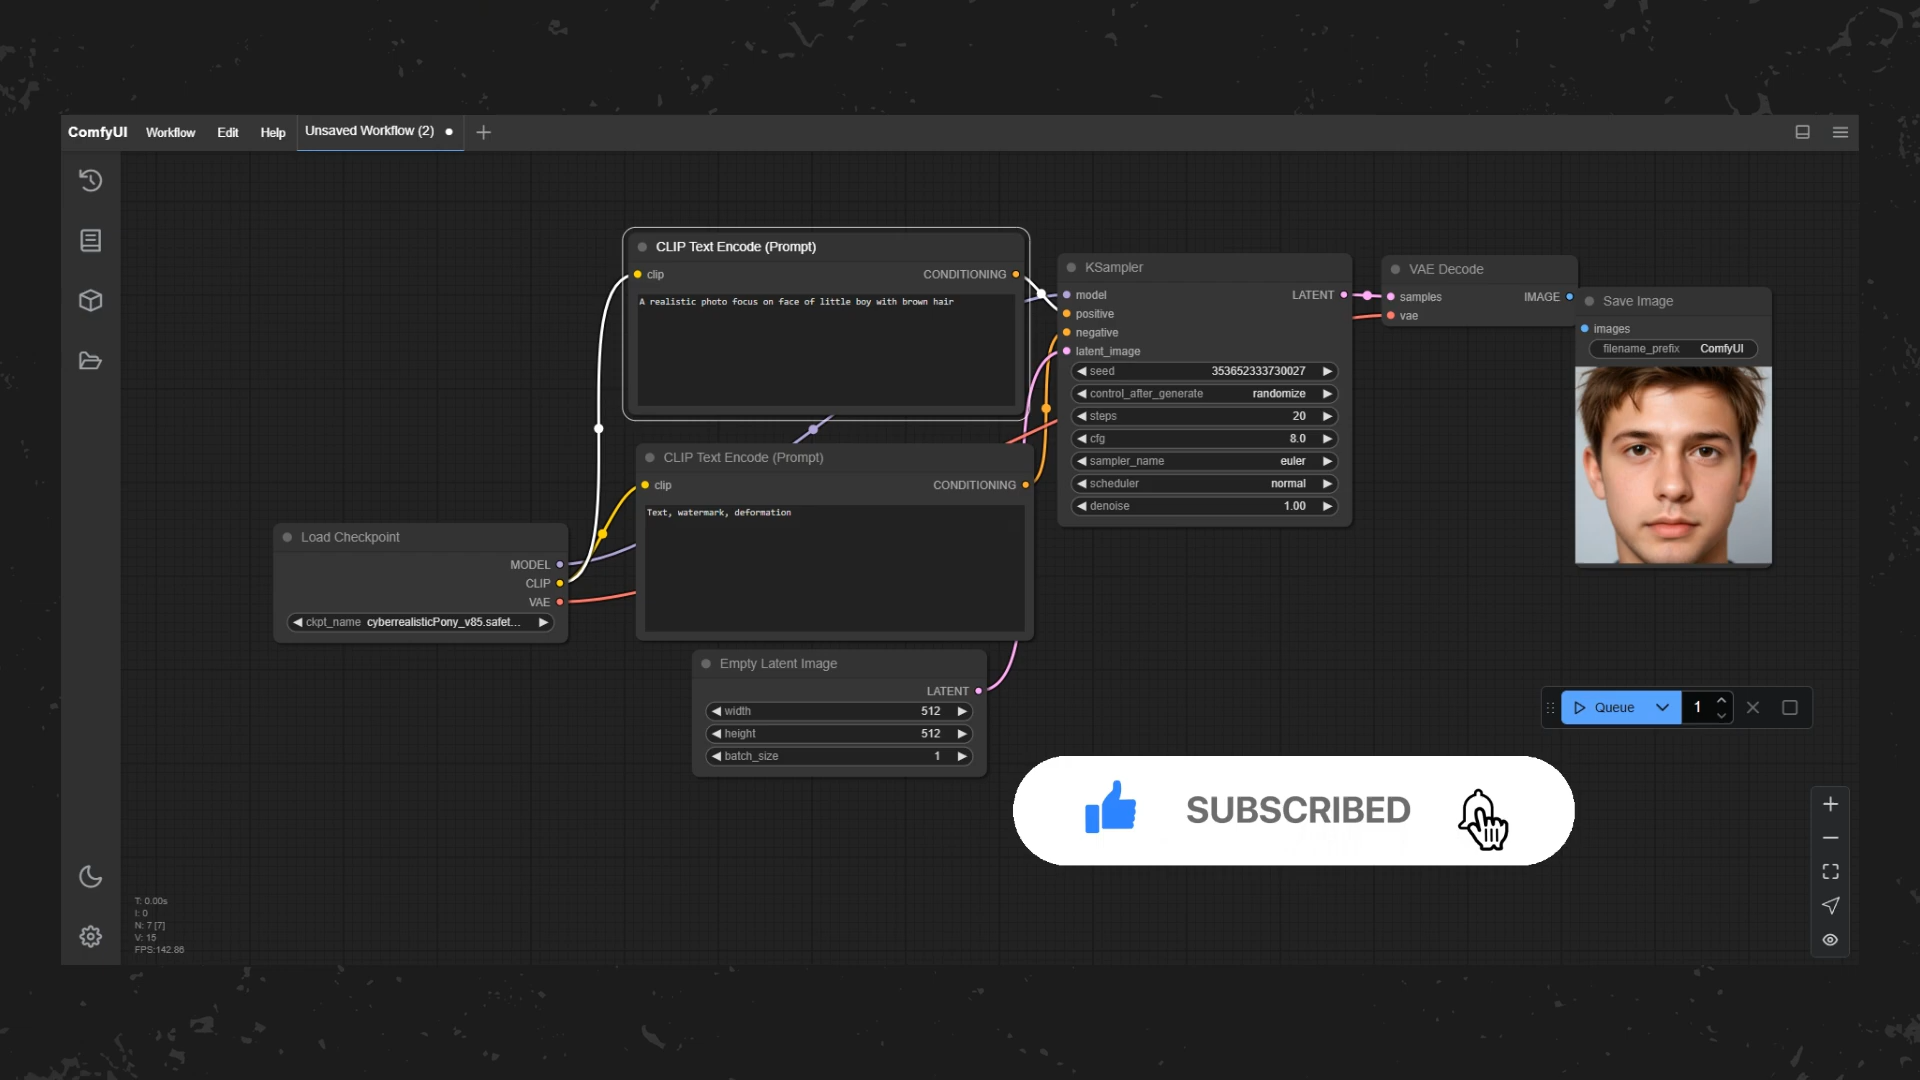 ComfyUI Workflow Edit Help Unsaved Workflow (2)
CLIP Text Encode (Prompt)
clip CONDITIONING
A realistic photo focus on face of little boy with brown hair
CLIP Text Encode (Prompt)
clip CONDITIONING
Text, watermark, deformation
Load Checkpoint
MODEL
CLIP
VAE
ckpt_name cyberrealisticPony_v85.safet...
Empty Latent Image
LATENT
width 512
height 512
batch_size 1
KSampler
model LATENT
positive
negative
latent_image
seed 353652333730027
control_after_generate randomize
steps 20
cfg 8.0
sampler_name euler
scheduler normal
denoise 1.00
VAE Decode
samples IMAGE
vae
Save Image
images
filename_prefix ComfyUI
Queue 1
SUBSCRIBED
T: 0.00s
I: 0
N: 7 [7]
V: 15
FPS:142.86